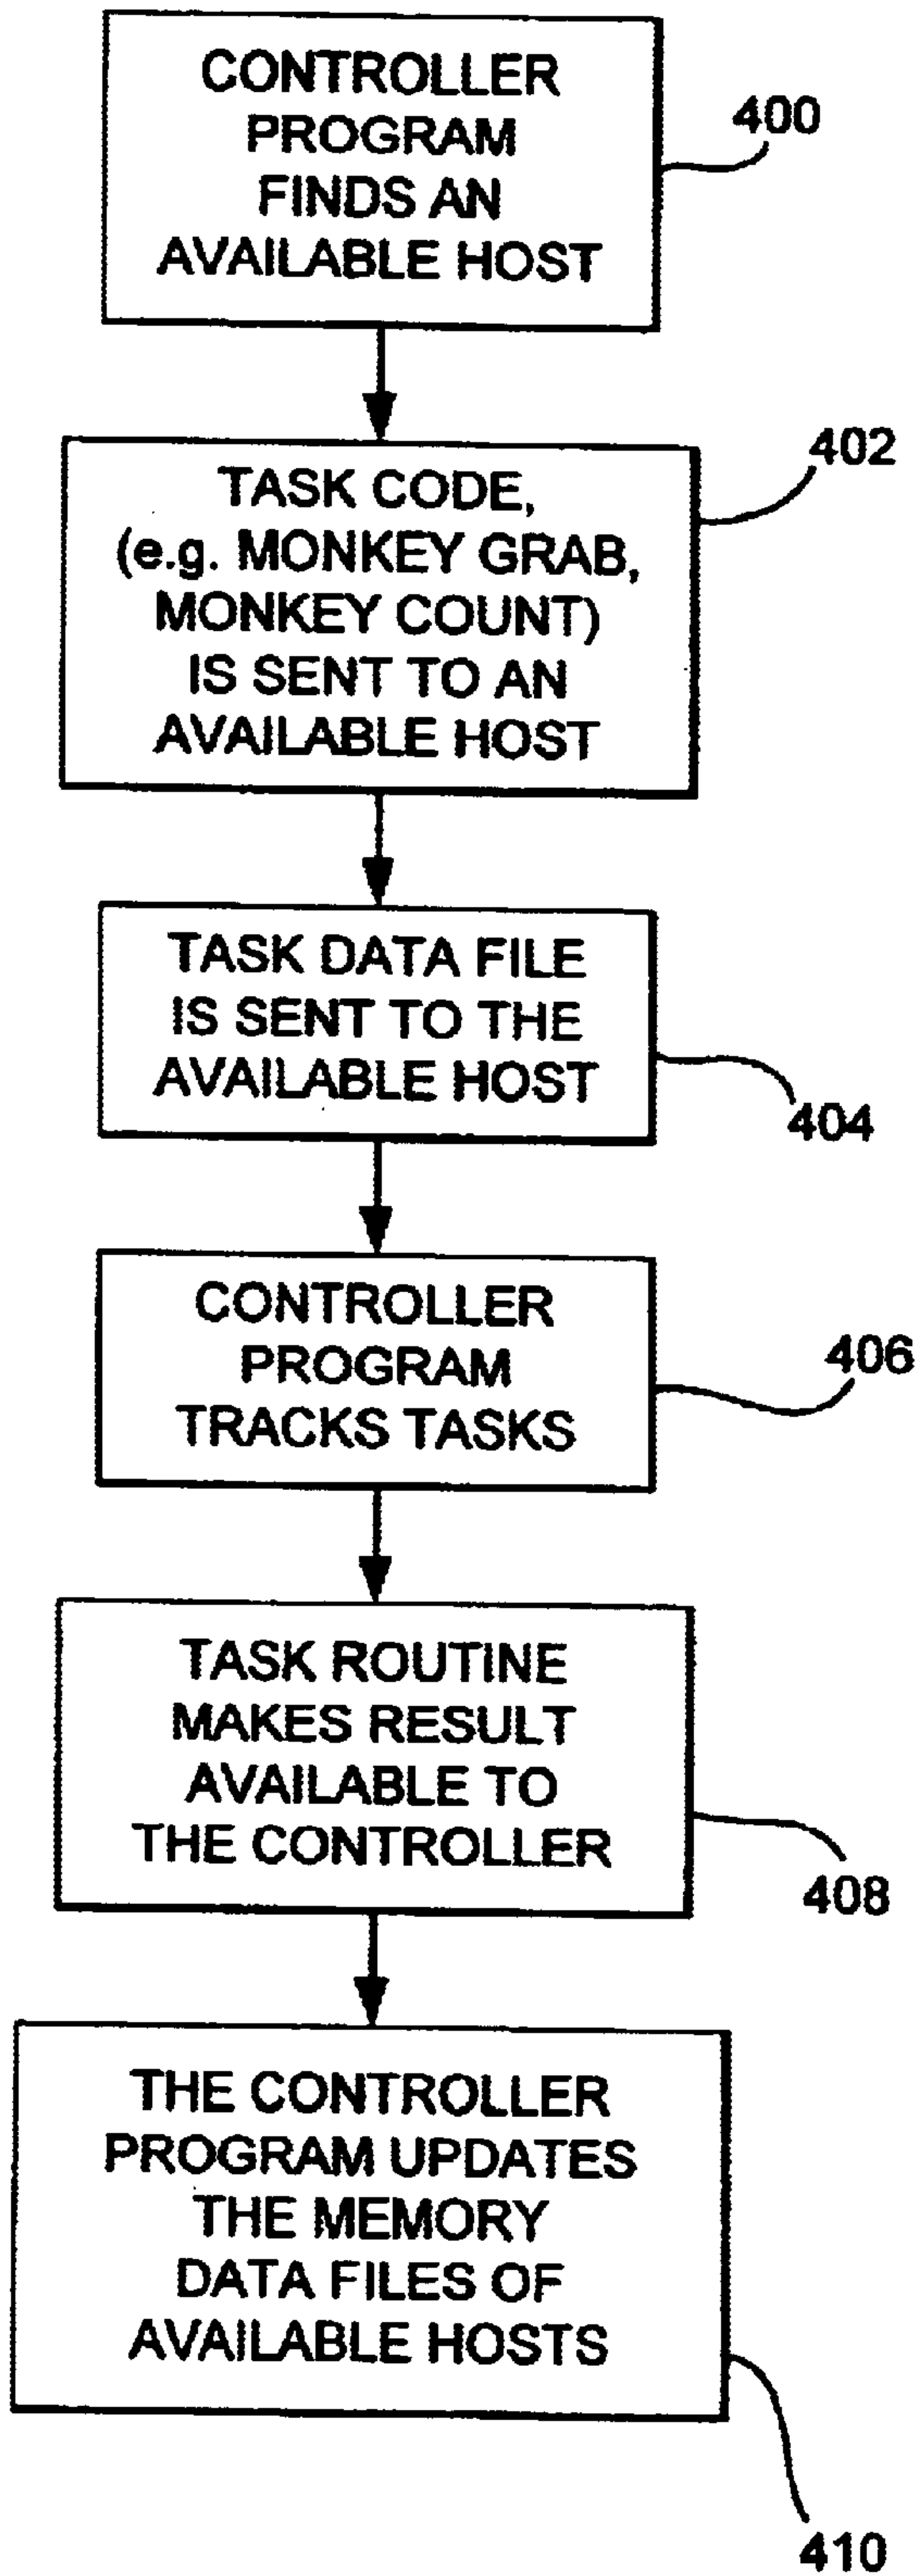 CONTROLLER
PROGRAM
FINDS AN
AVAILABLE HOST
400
TASK CODE,
(e.g. MONKEY GRAB,
MONKEY COUNT)
IS SENT TO AN
AVAILABLE HOST
402
TASK DATA FILE
IS SENT TO THE
AVAILABLE HOST
404
CONTROLLER
PROGRAM
TRACKS TASKS
406
TASK ROUTINE
MAKES RESULT
AVAILABLE TO
THE CONTROLLER
408
THE CONTROLLER
PROGRAM UPDATES
THE MEMORY
DATA FILES OF
AVAILABLE HOSTS
410